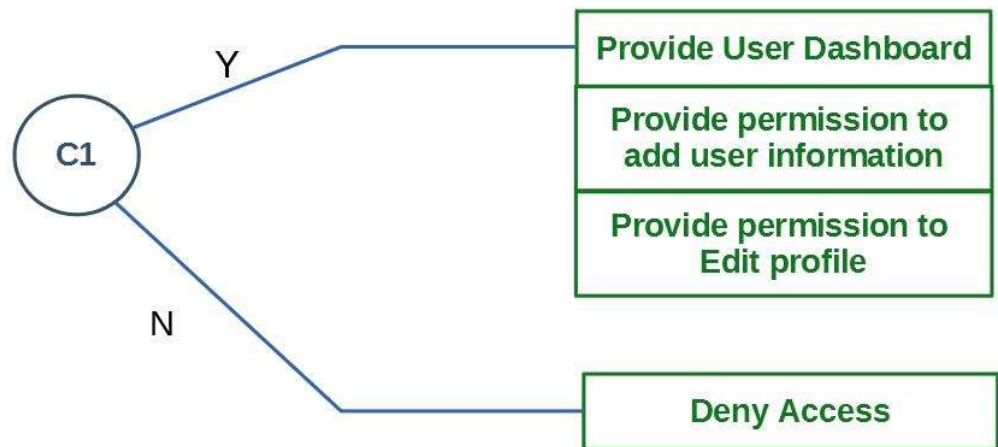 Y
Provide User Dashboard
C1
Provide permission to
add user information
Provide permission to
Edit profile
N
Deny Access